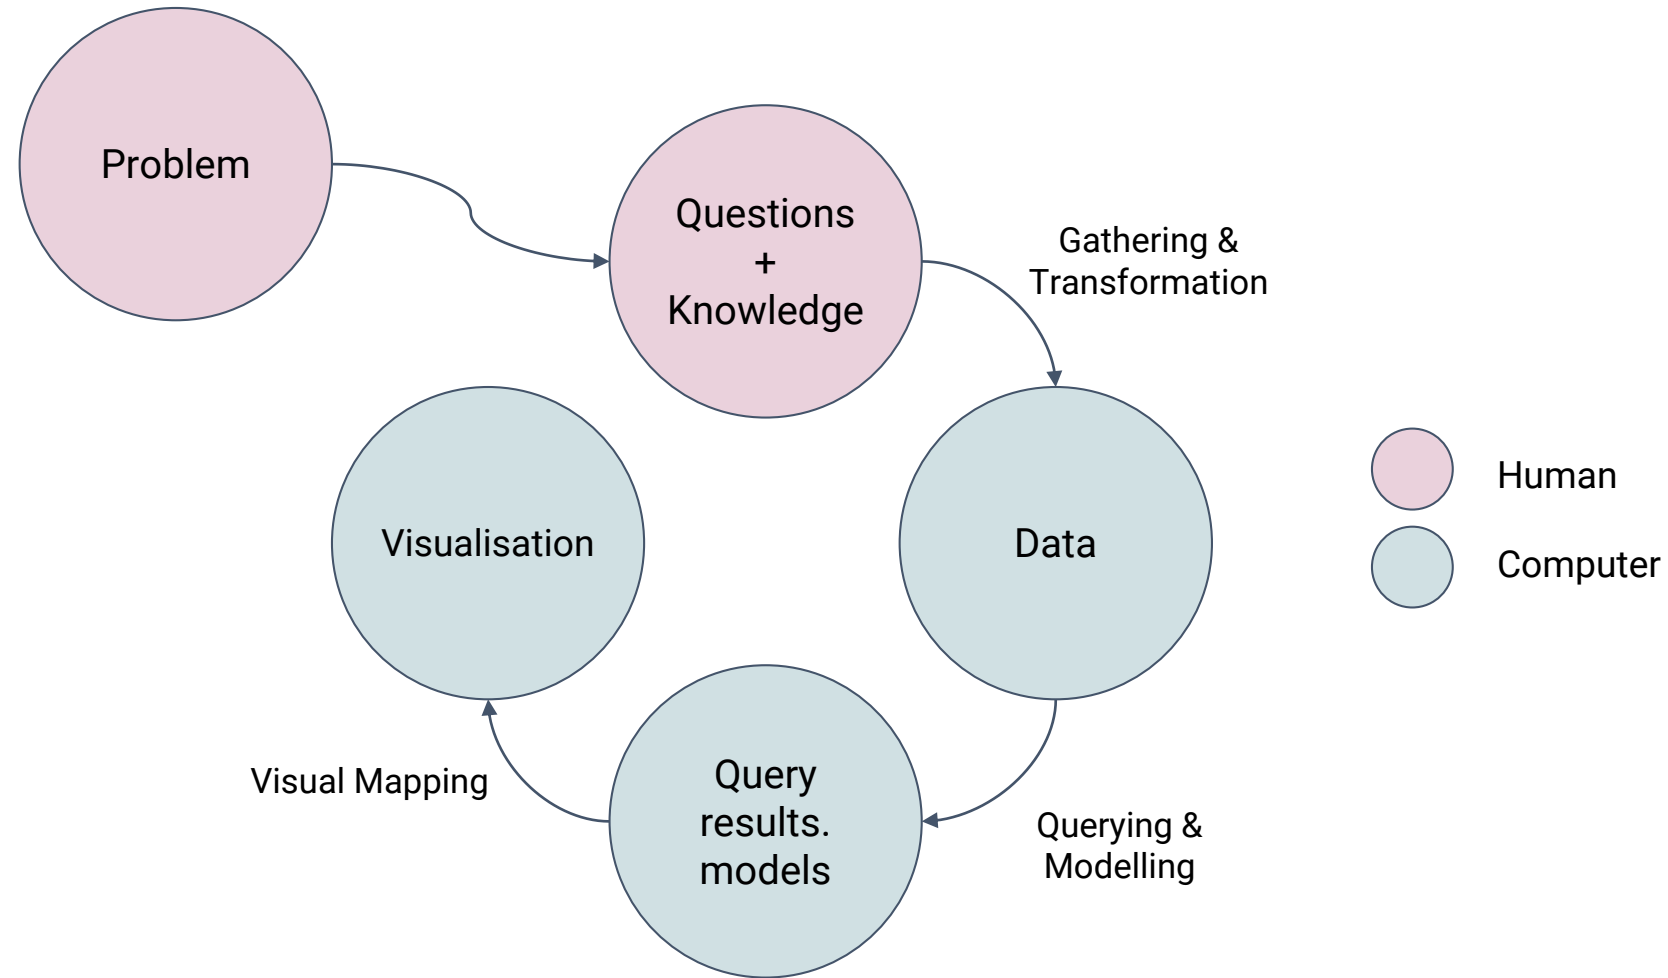 Problem
Questions
+
Knowledge
Gathering &
Transformation
Visualisation
Data
Human
Computer
Visual Mapping
Query
results.
models
Querying &
Modelling